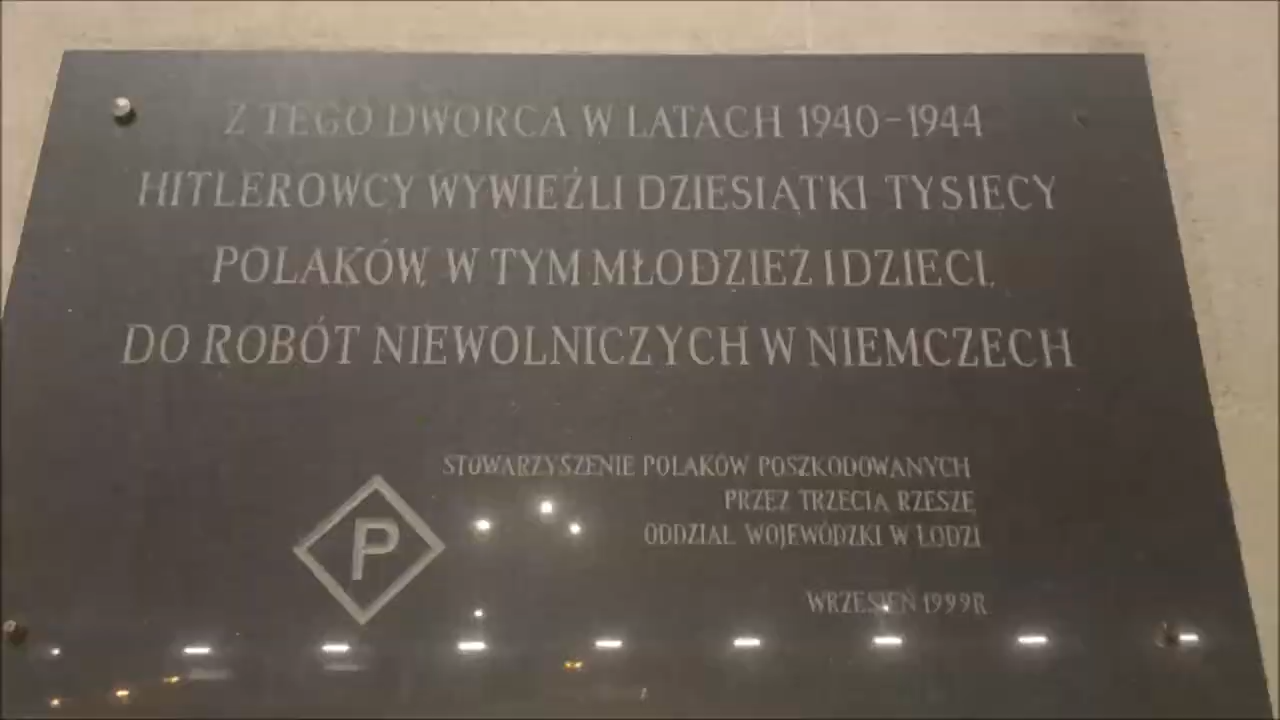 Z TEGO DWORCA W LATACH 1940-1944
HITLEROWCY WYWIEŹLI DZIESIĄTKI TYSIĘCY
POLAKÓW, W TYM MŁODZIEŻ I DZIECI,
DO ROBÓT NIEWOLNICZYCH W NIEMCZECH
STOWARZYSZENIE POLAKÓW POSZKODOWANYCH
PRZEZ TRZECIĄ RZESZĘ
ODDZIAŁ WOJEWÓDZKI W ŁODZI
P
WRZESIEŃ 1999R.